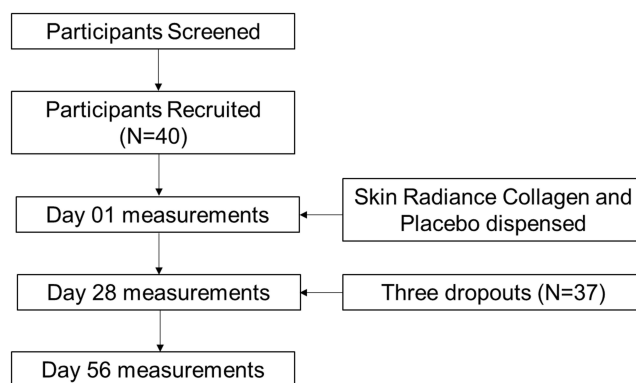 Participants Screened
Participants Recruited
(N=40)
Day 01 measurements
Skin Radiance Collagen and
Placebo dispensed
Day 28 measurements
Three dropouts (N=37)
Day 56 measurements